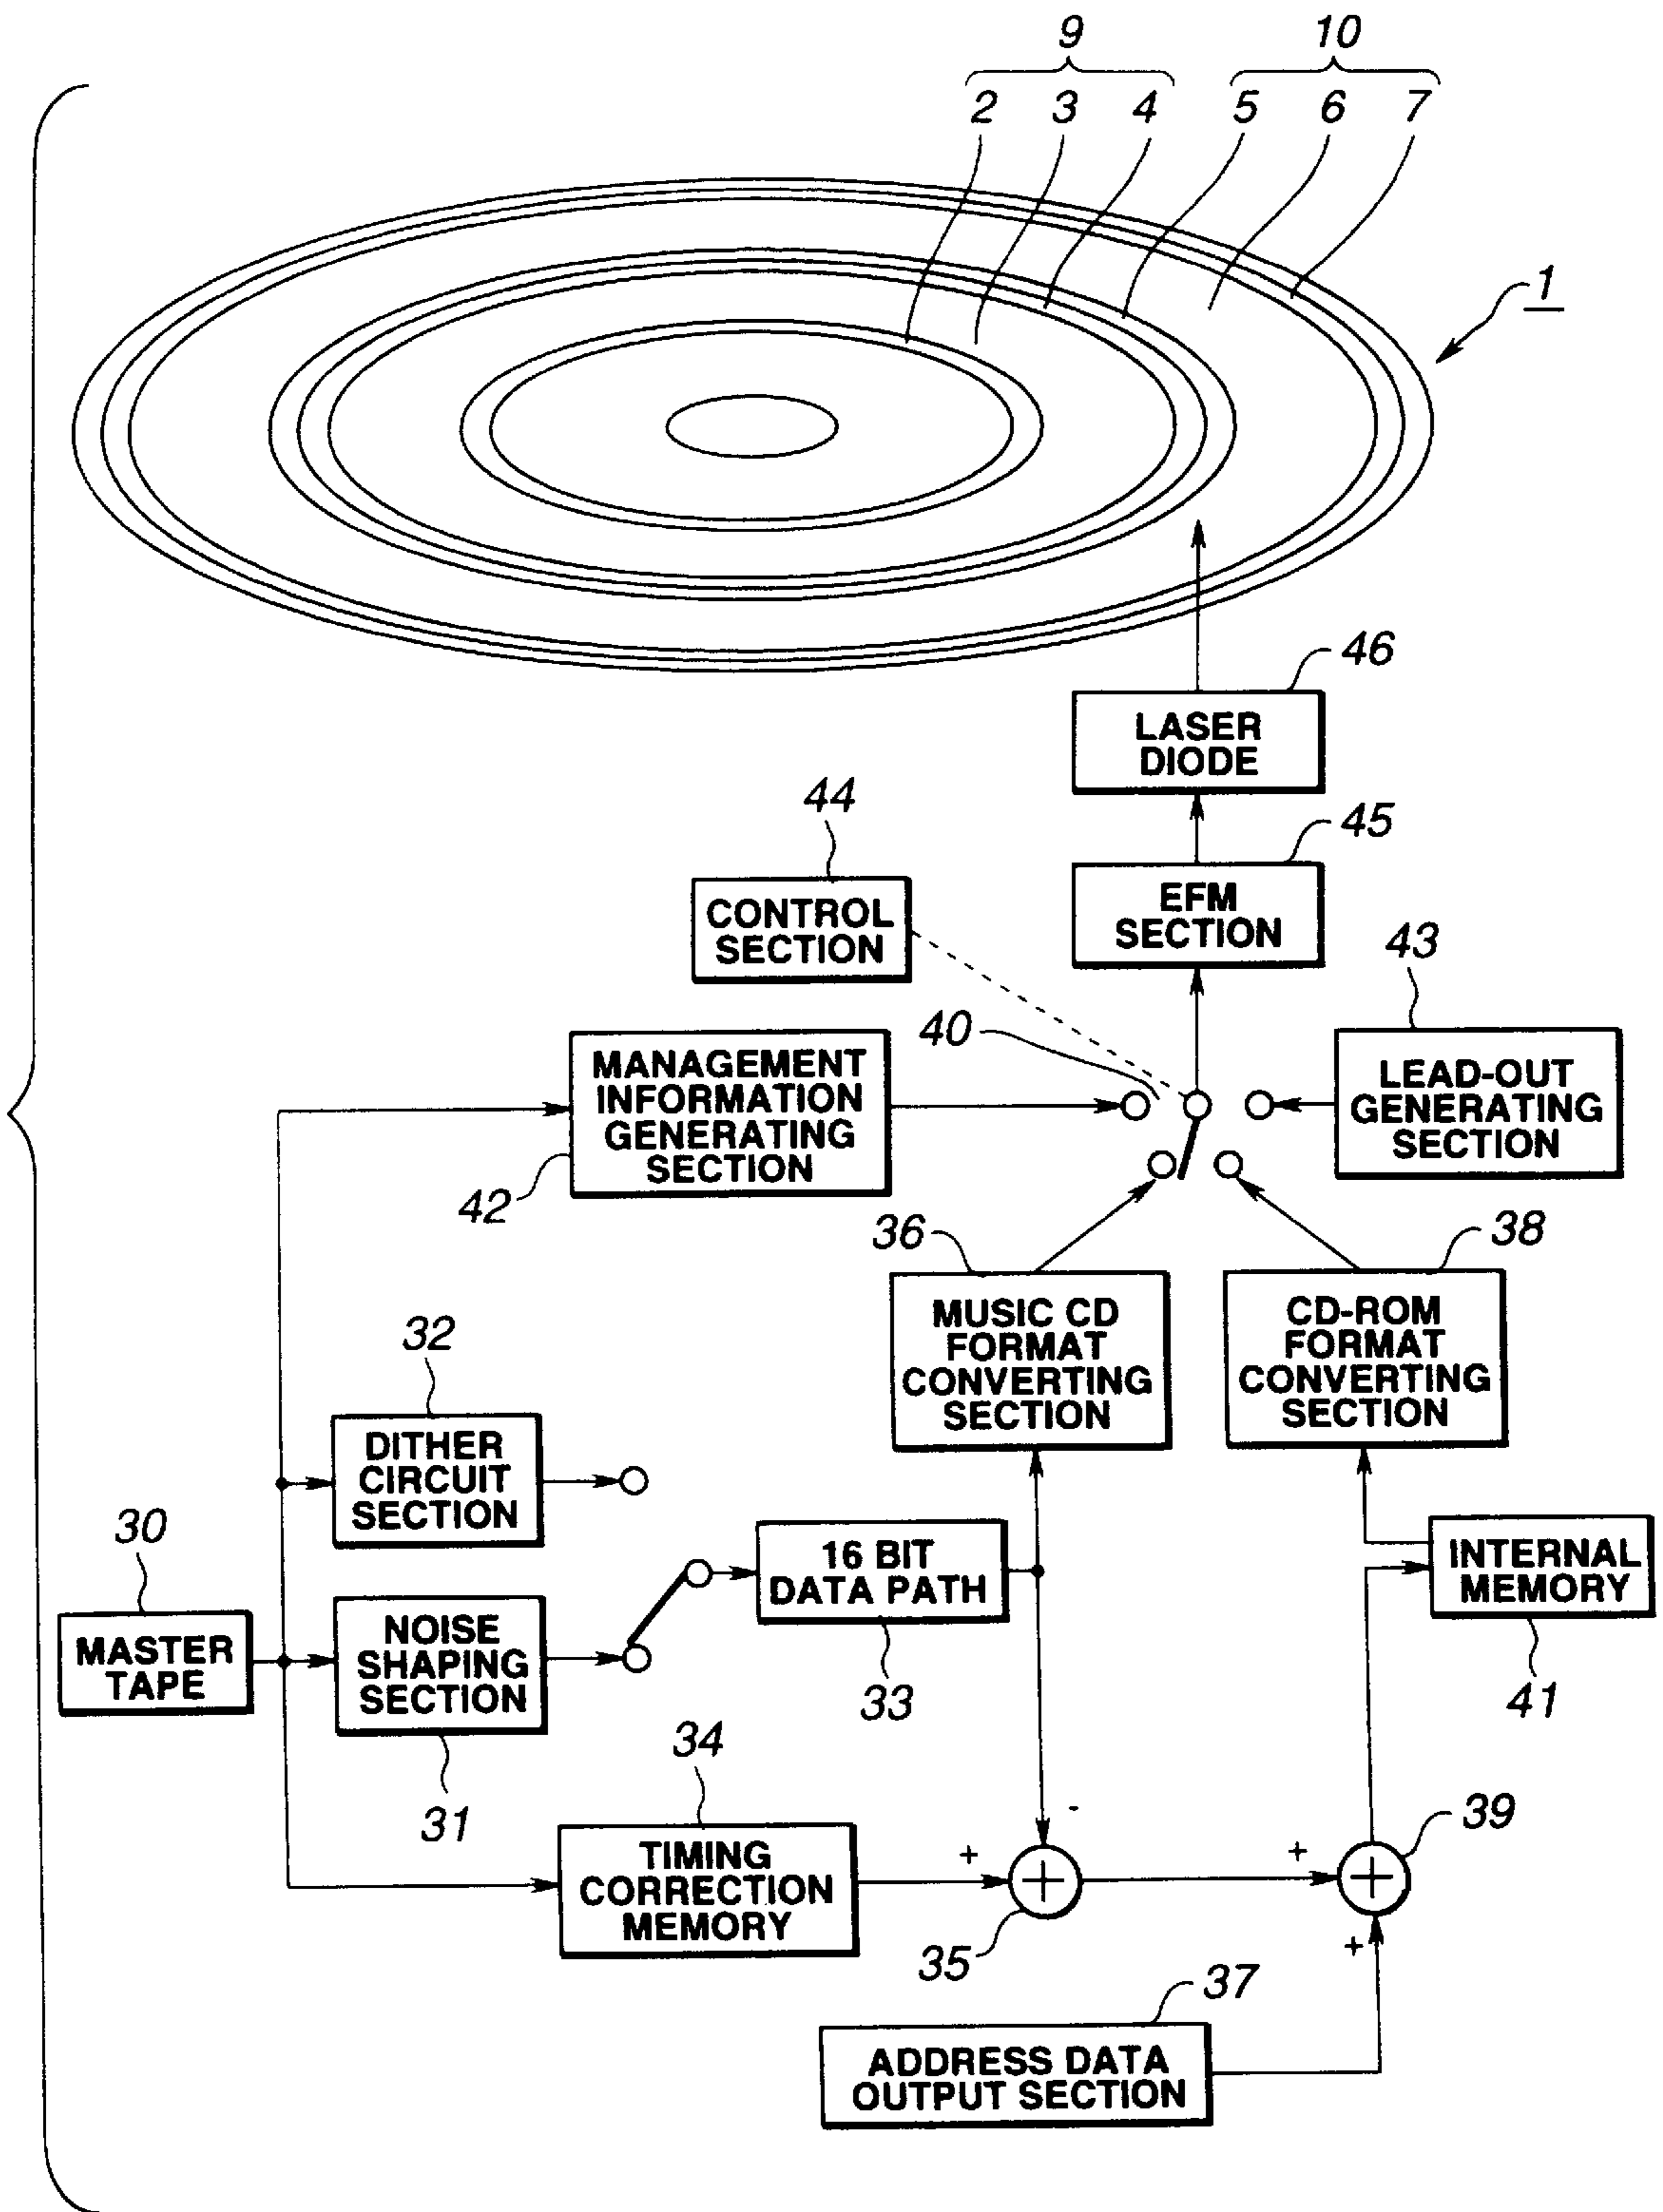 9 10
2 3 4 5 6 7
1
46
LASER
DIODE
44
45
CONTROL
SECTION
EFM
SECTION
43
40
MANAGEMENT
INFORMATION
GENERATING
SECTION
LEAD-OUT
GENERATING
SECTION
42
36
38
MUSIC CD
FORMAT
CONVERTING
SECTION
CD-ROM
FORMAT
CONVERTING
SECTION
32
DITHER
CIRCUIT
SECTION
30
16 BIT
DATA PATH
INTERNAL
MEMORY
MASTER
TAPE
NOISE
SHAPING
SECTION
33
41
34
31
-
39
TIMING
CORRECTION
MEMORY
+ + + +
35
+
37
ADDRESS DATA
OUTPUT SECTION